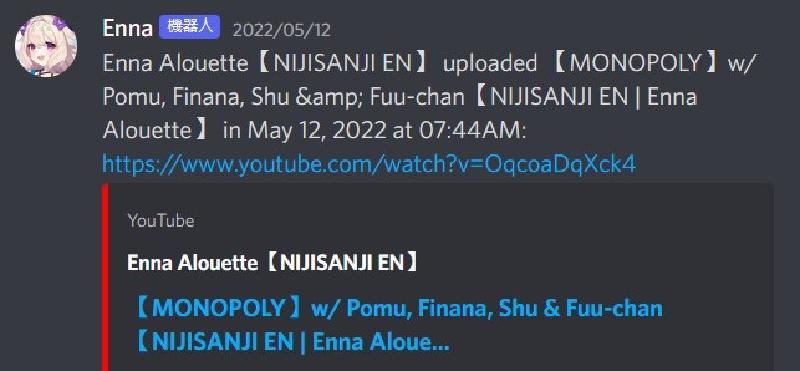 Enna 機器人 2022/05/12
Enna Alouette【NIJISANJI EN】 uploaded 【MONOPOLY】w/
Pomu, Finana, Shu &amp; Fuu-chan【NIJISANJI EN | Enna
Alouette】 in May 12, 2022 at 07:44AM:
https://www.youtube.com/watch?v=OqcoaDqXck4
YouTube
Enna Alouette【NIJISANJI EN】
【MONOPOLY】w/ Pomu, Finana, Shu & Fuu-chan
【NIJISANJI EN | Enna Aloue...